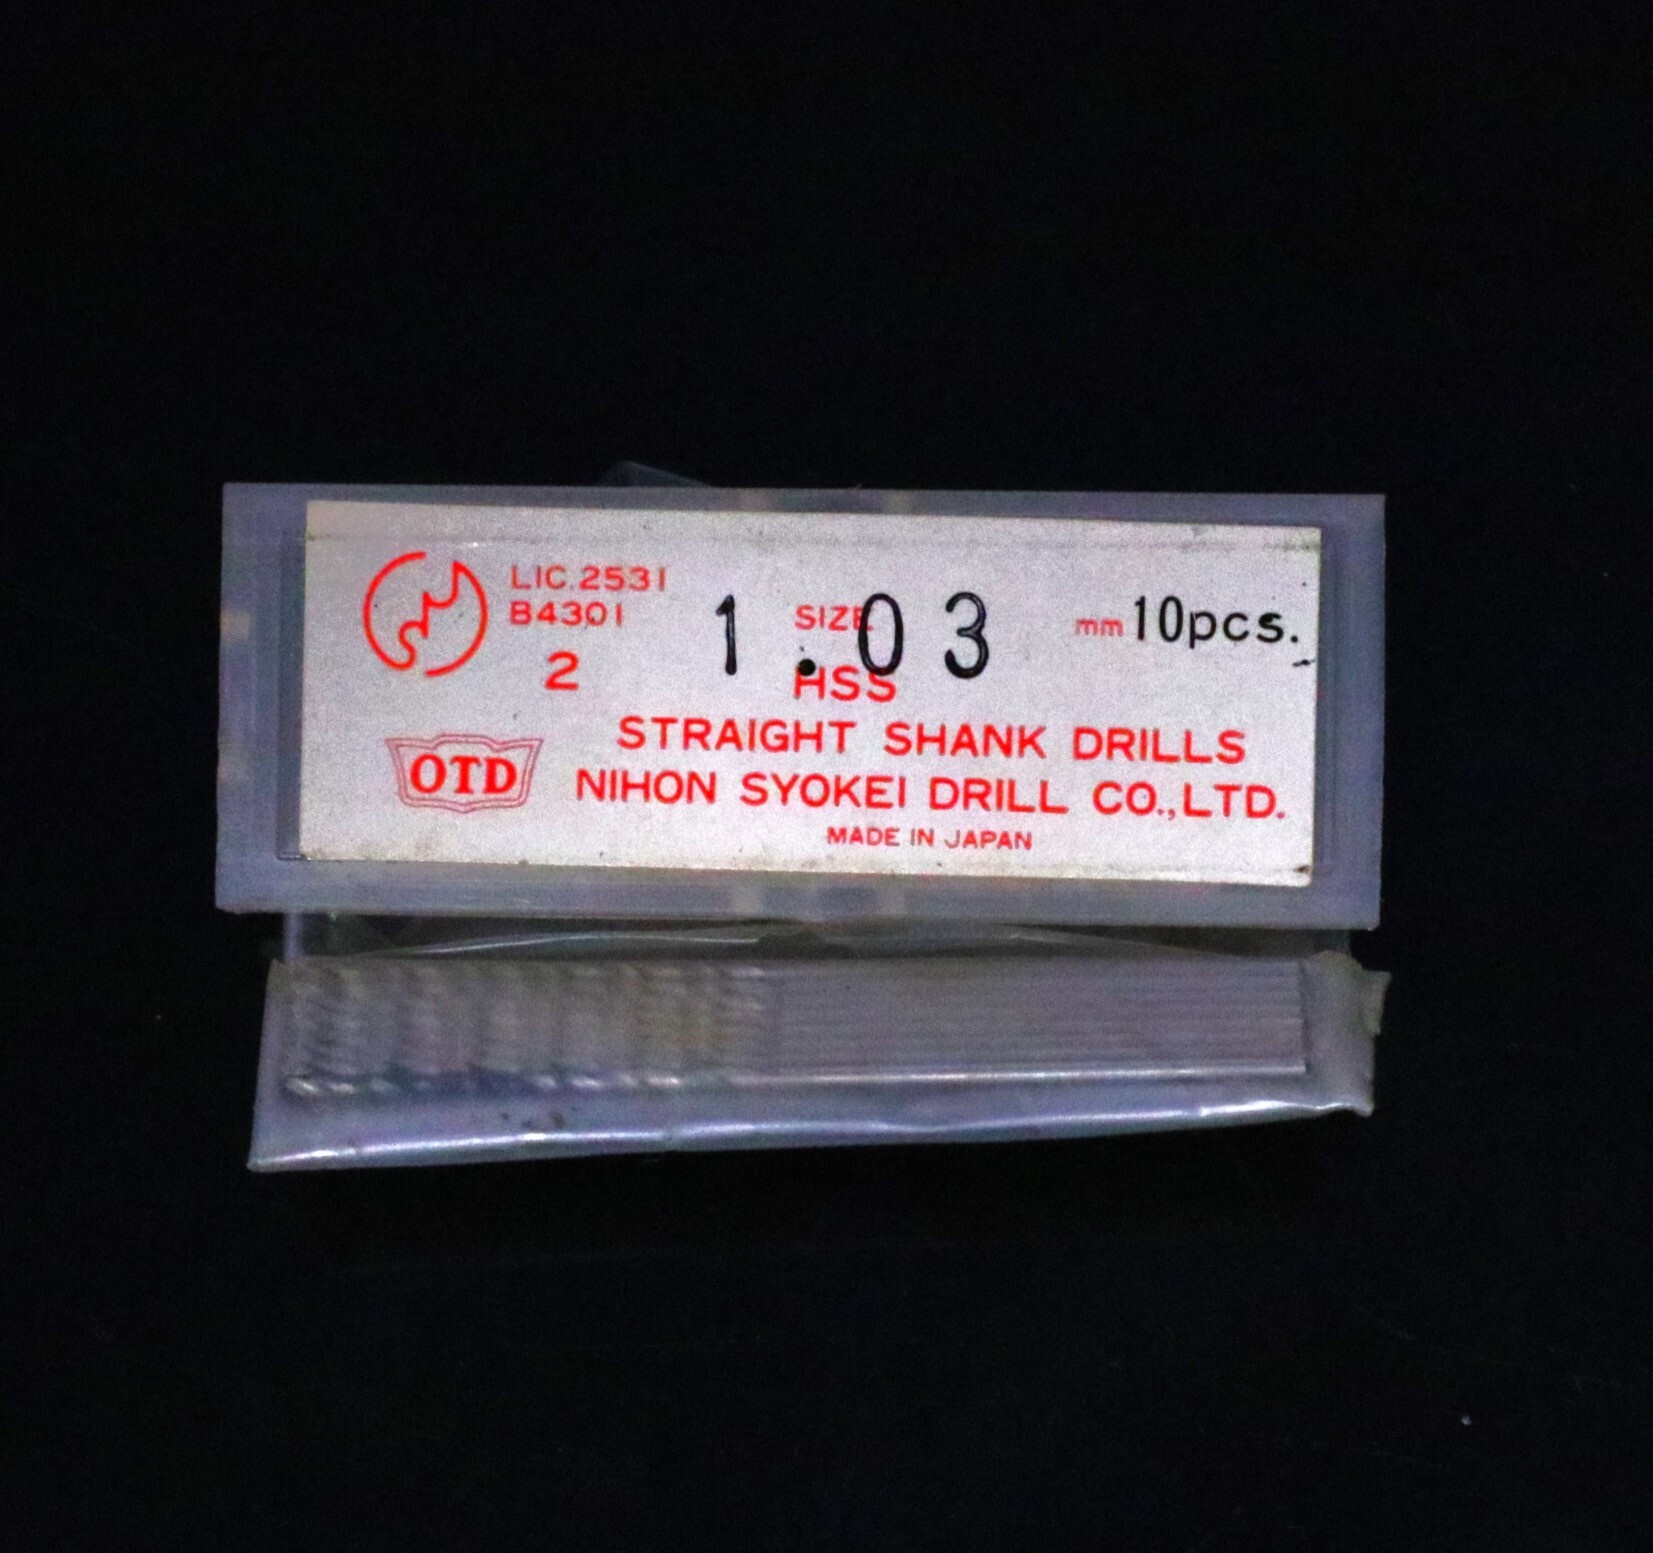 LIC.2531
B4301
2
SIZE 1.03 mm 10pcs.
HSS
STRAIGHT SHANK DRILLS
OTD
NIHON SYOKEI DRILL CO.,LTD.
MADE IN JAPAN